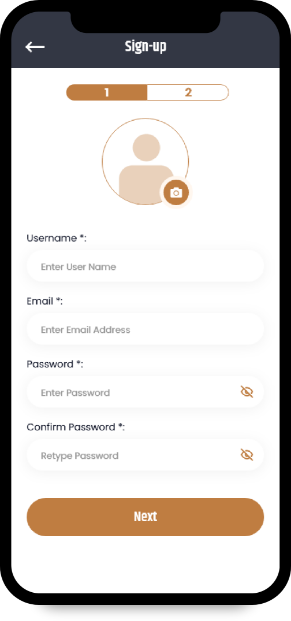 Sign-up
1 2
Username *:
Enter User Name
Email *:
Enter Email Address
Password *:
Enter Password
Confirm Password *:
Retype Password
Next